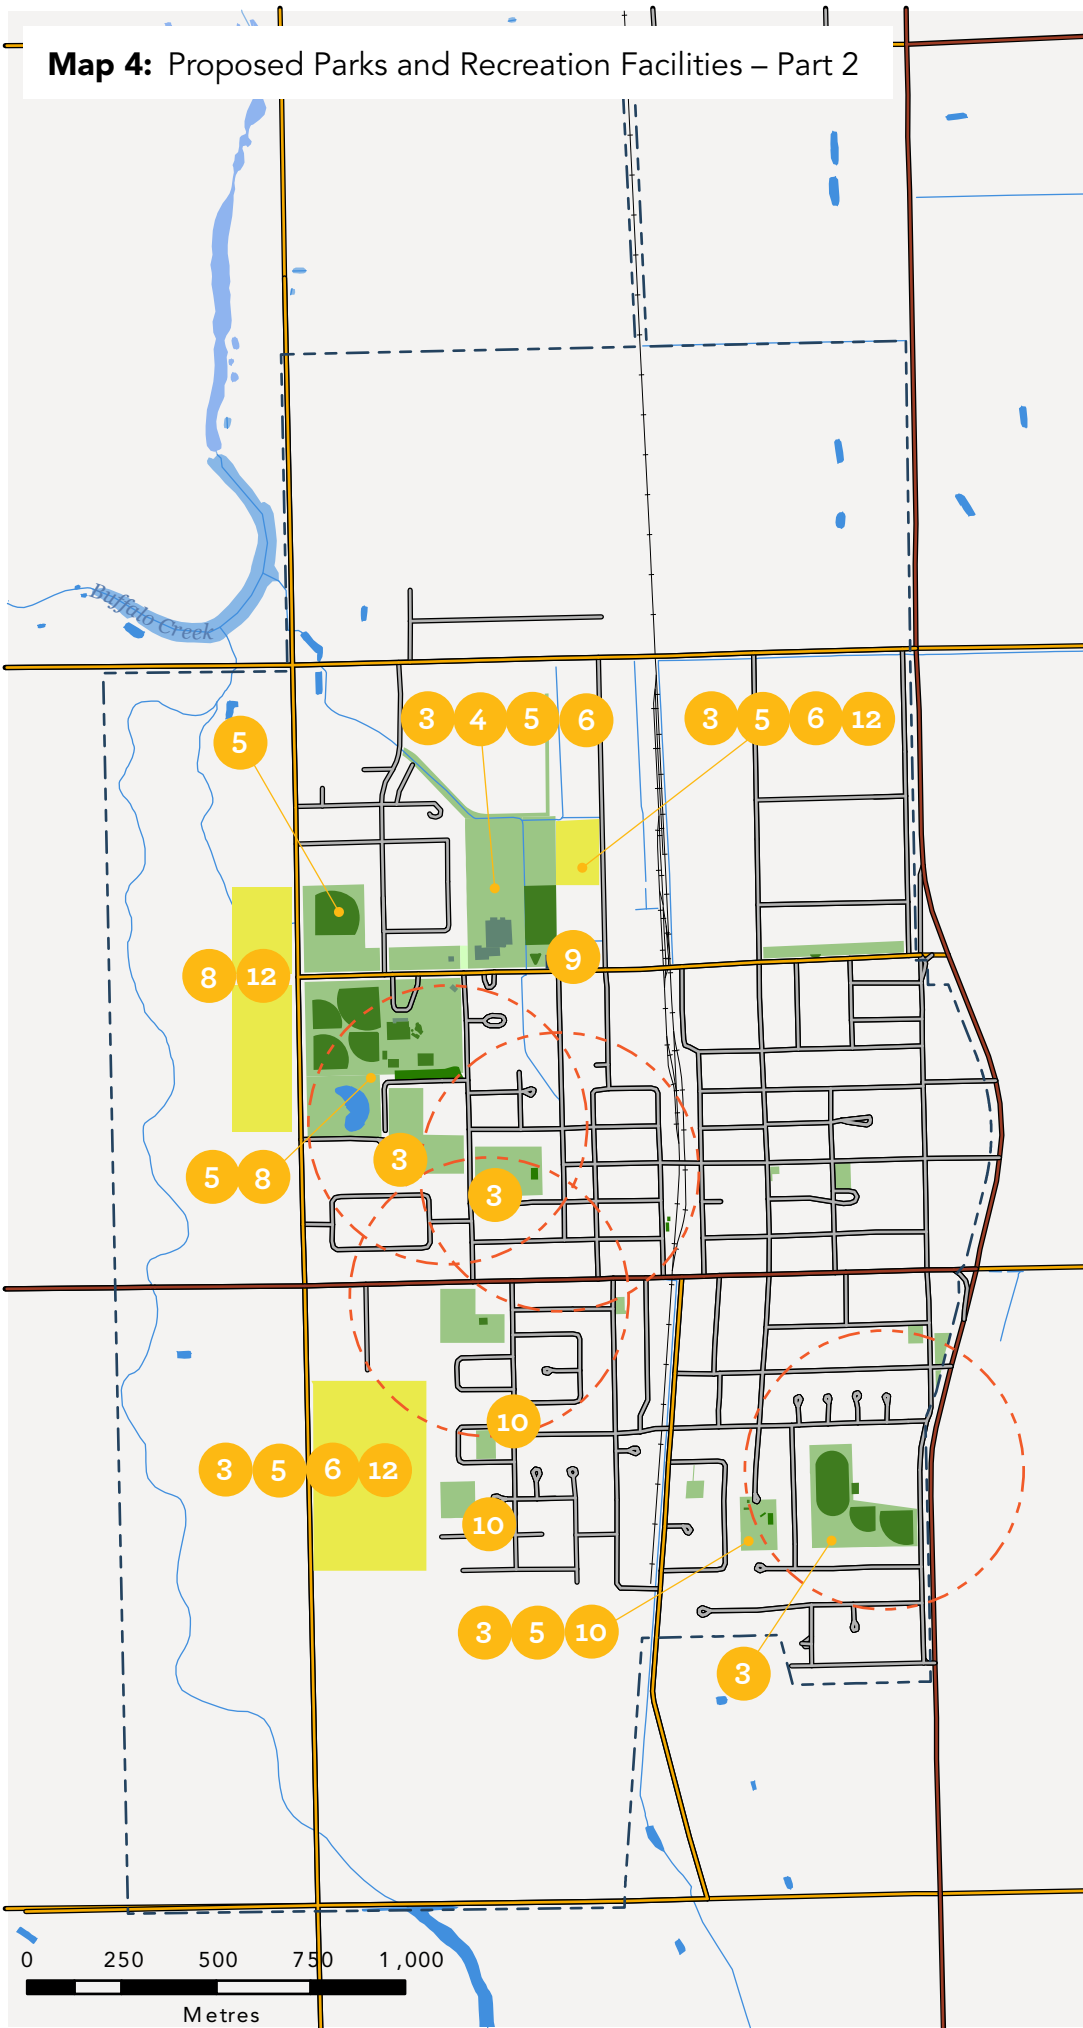 Map 4: Proposed Parks and Recreation Facilities – Part 2
Buffalo Creek
3 4 5 6
3 5 6 12
5
9
8 12
3
5 8
3
10
3 5 6 12
10
3 5 10
3
0 250 500 750 1,000
Metres